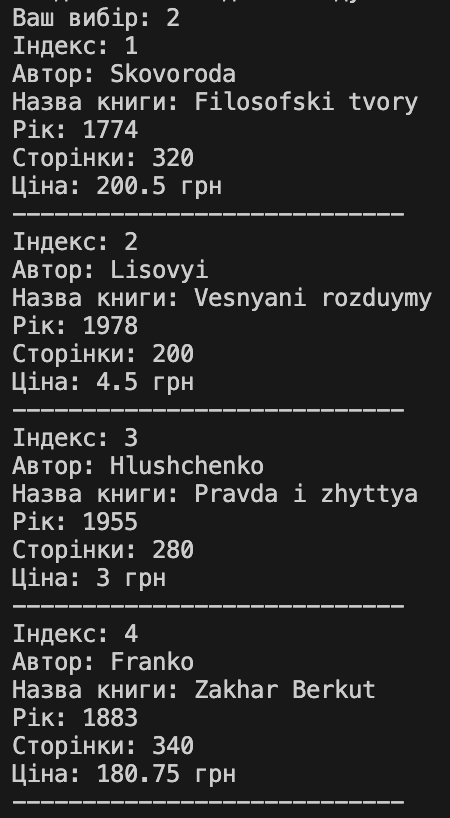 Ваш вибір: 2
Індекс: 1
Автор: Skovoroda
Назва книги: Filosofski tvory
Рік: 1774
Сторінки: 320
Ціна: 200.5 грн
----------------------------
Індекс: 2
Автор: Lisovyi
Назва книги: Vesnyani rozduymy
Рік: 1978
Сторінки: 200
Ціна: 4.5 грн
----------------------------
Індекс: 3
Автор: Hlushchenko
Назва книги: Pravda i zhyttya
Рік: 1955
Сторінки: 280
Ціна: 3 грн
----------------------------
Індекс: 4
Автор: Franko
Назва книги: Zakhar Berkut
Рік: 1883
Сторінки: 340
Ціна: 180.75 грн
----------------------------